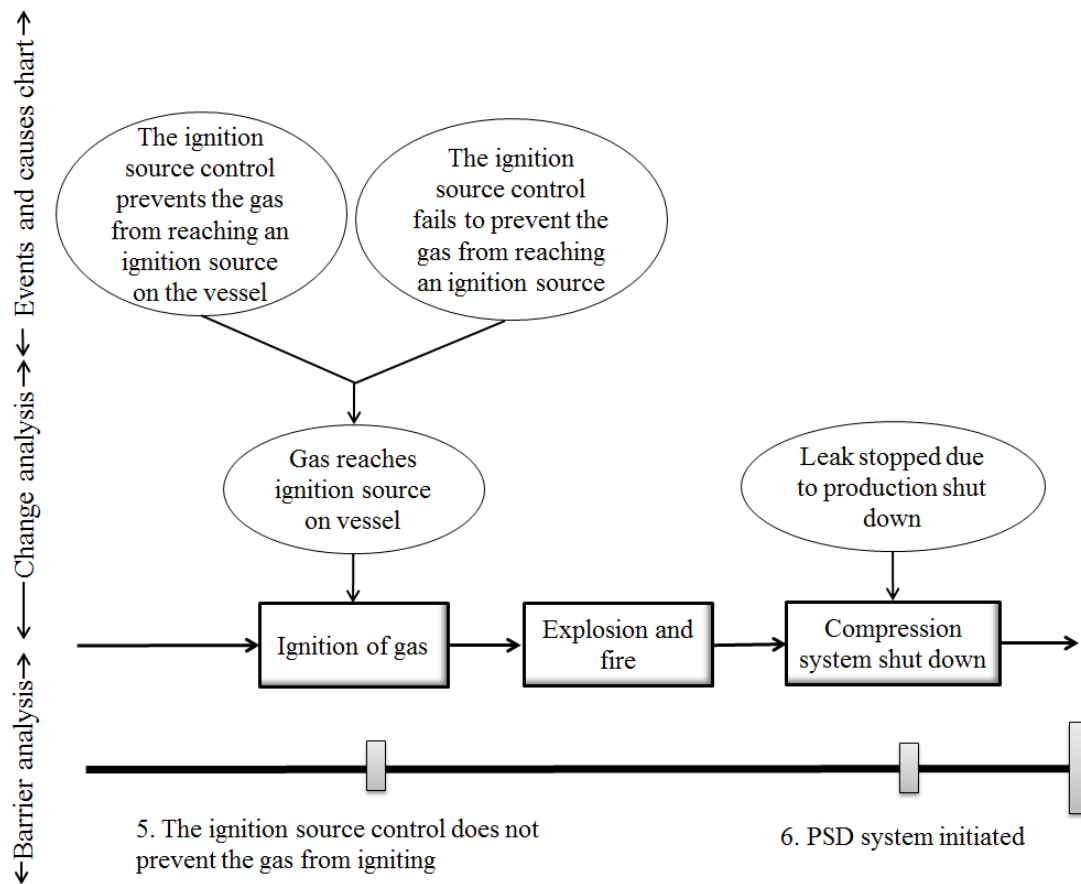 Events and causes chart
Change analysis
Barrier analysis
The ignition
source control
prevents the gas
from reaching an
ignition source
on the vessel
The ignition
source control
fails to prevent the
gas from reaching
an ignition source
Gas reaches
ignition source
on vessel
Leak stopped due
to production shut
down
Ignition of gas
Explosion and
fire
Compression
system shut down
5. The ignition source control does not
prevent the gas from igniting
6. PSD system initiated